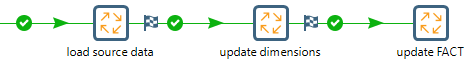 load source data
update dimensions
update FACT